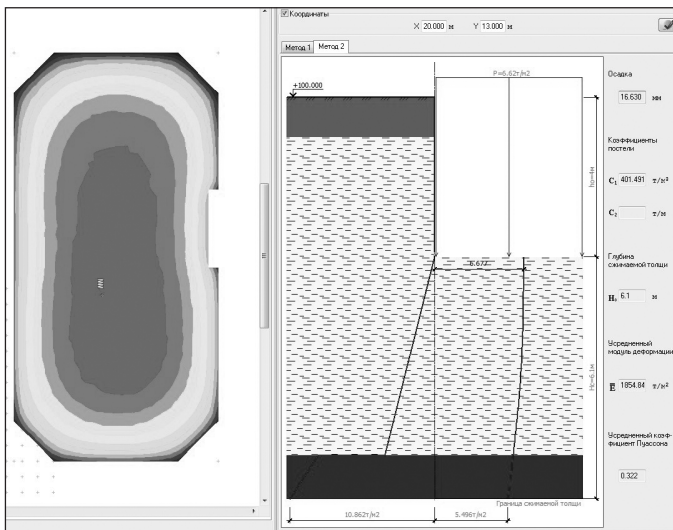 Координаты
X 20.000 м Y 13.000 м
Метод 1 Метод 2
P=6.62т/м2
+100.000
hо=4м
6.677
Hc=6.1м
Граница сжимаемой толщи
10.862т/м2 5.496т/м2
Осадка
16.630 мм
Коэффициенты
постели
C₁ 401.491 т/м³
C₂ т/м
Глубина
сжимаемой толщи
6.1 м
Усредненный
модуль деформации
E 1854.84 т/м²
Усредненный коэф-
фициент Пуассона
0.322